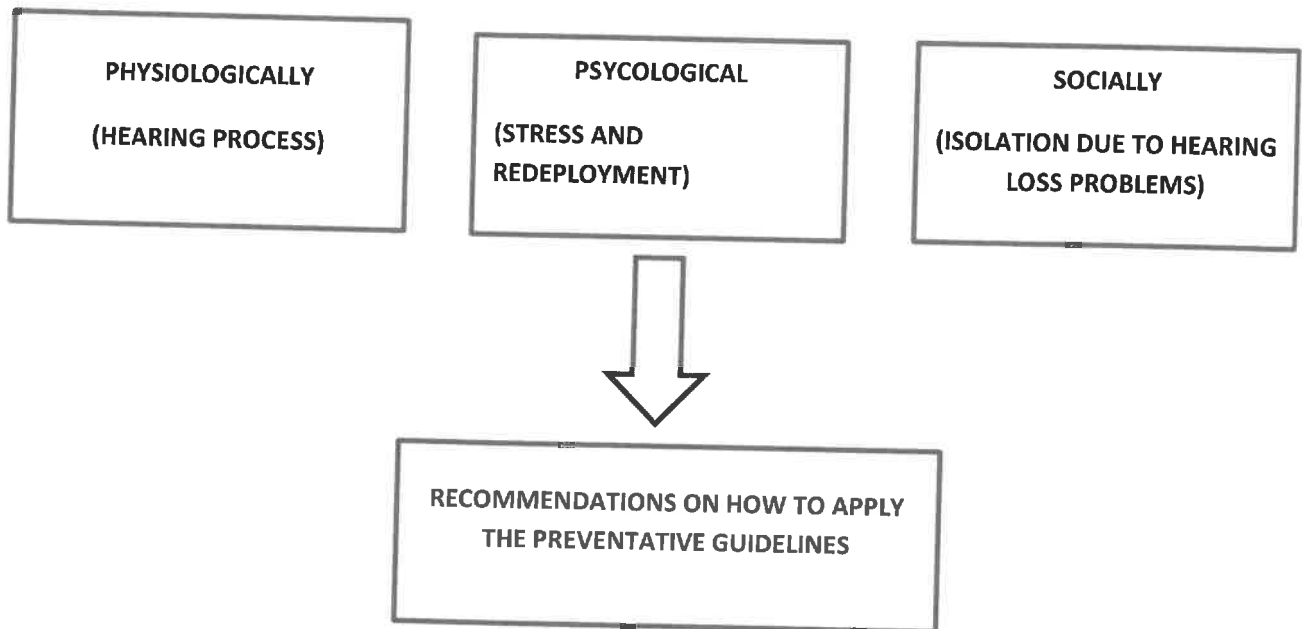 PHYSIOLOGICALLY
(HEARING PROCESS)
PSYCOLOGICAL
(STRESS AND
REDEPLOYMENT)
SOCIALLY
(ISOLATION DUE TO HEARING
LOSS PROBLEMS)
RECOMMENDATIONS ON HOW TO APPLY
THE PREVENTATIVE GUIDELINES